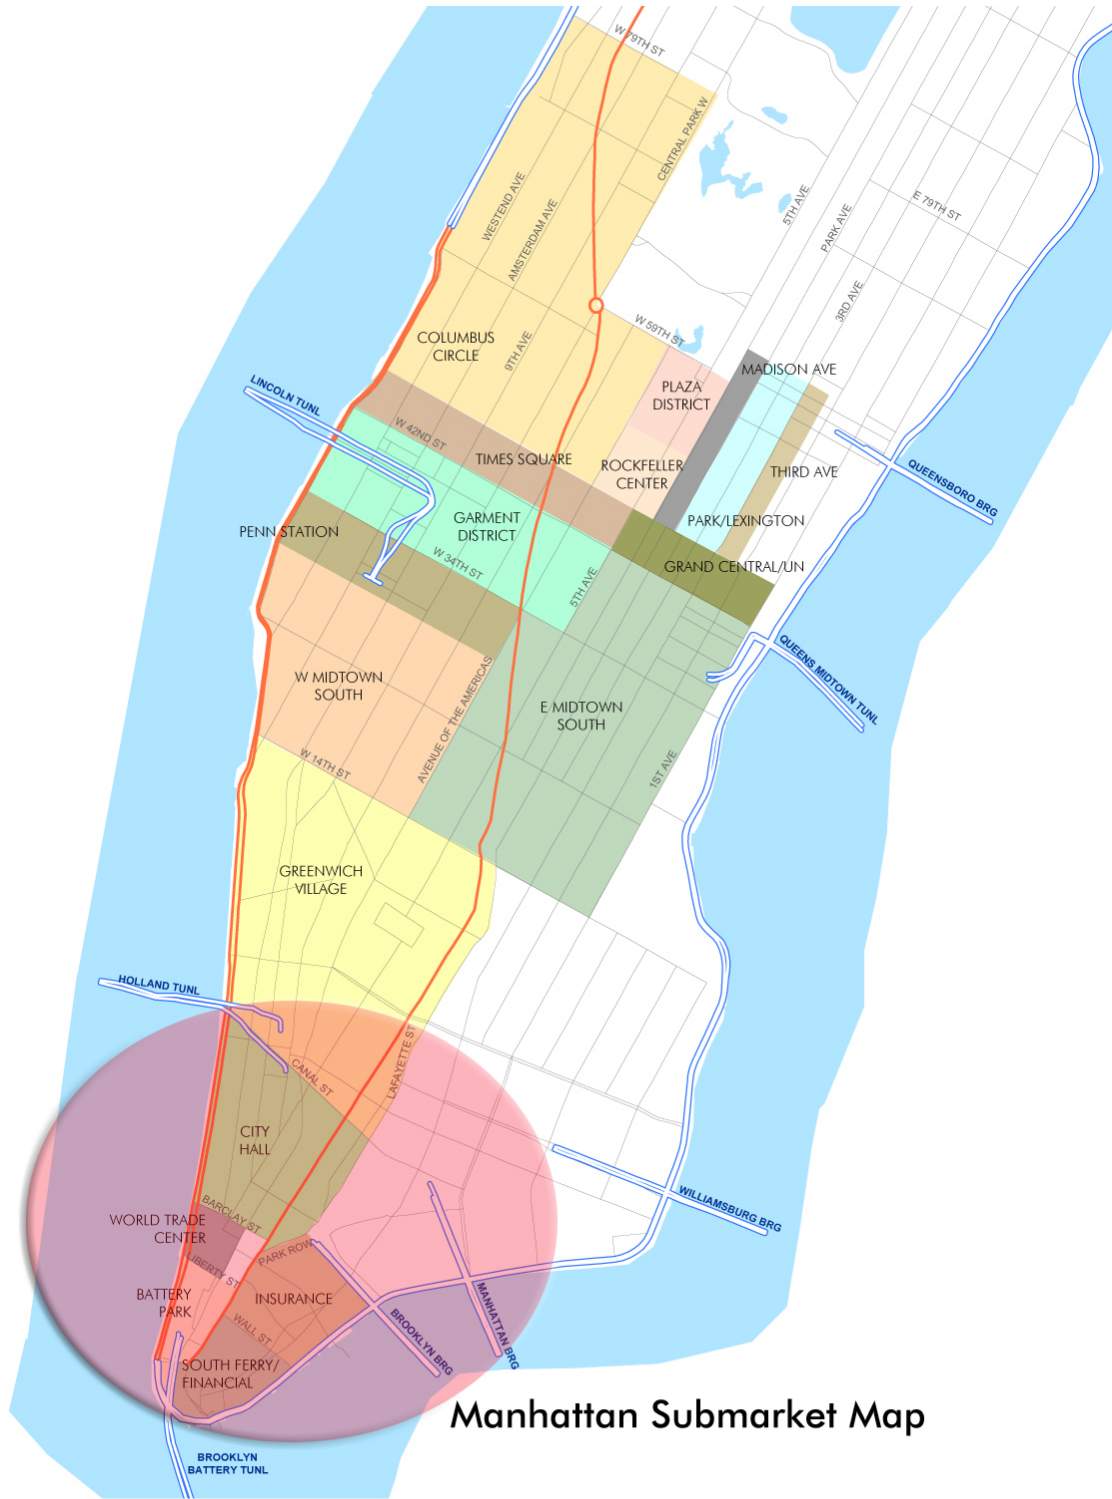 W 79TH ST
CENTRAL PARK W
WESTEND AVE
AMSTERDAM AVE
9TH AVE
5TH AVE
PARK AVE
E 79TH ST
3RD AVE
COLUMBUS
CIRCLE
W 59TH ST
MADISON AVE
PLAZA
DISTRICT
LINCOLN TUNL
W 42ND ST
TIMES SQUARE
ROCKFELLER
CENTER
THIRD AVE
QUEENSBORO BRG
PENN STATION
GARMENT
DISTRICT
PARK/LEXINGTON
W 34TH ST
5TH AVE
GRAND CENTRAL/UN
QUEENS MIDTOWN TUNL
W MIDTOWN
SOUTH
AVENUE OF THE AMERICAS
E MIDTOWN
SOUTH
1ST AVE
W 14TH ST
GREENWICH
VILLAGE
HOLLAND TUNL
CANAL ST
LAFAYETTE ST
CITY
HALL
WILLIAMSBURG BRG
BARCLAY ST
WORLD TRADE
CENTER
PARK ROW
LIBERTY ST
BATTERY
PARK
INSURANCE
WALL ST
BROOKLYN BRG
MANHATTAN BRG
SOUTH FERRY/
FINANCIAL
Manhattan Submarket Map
BROOKLYN
BATTERY TUNL